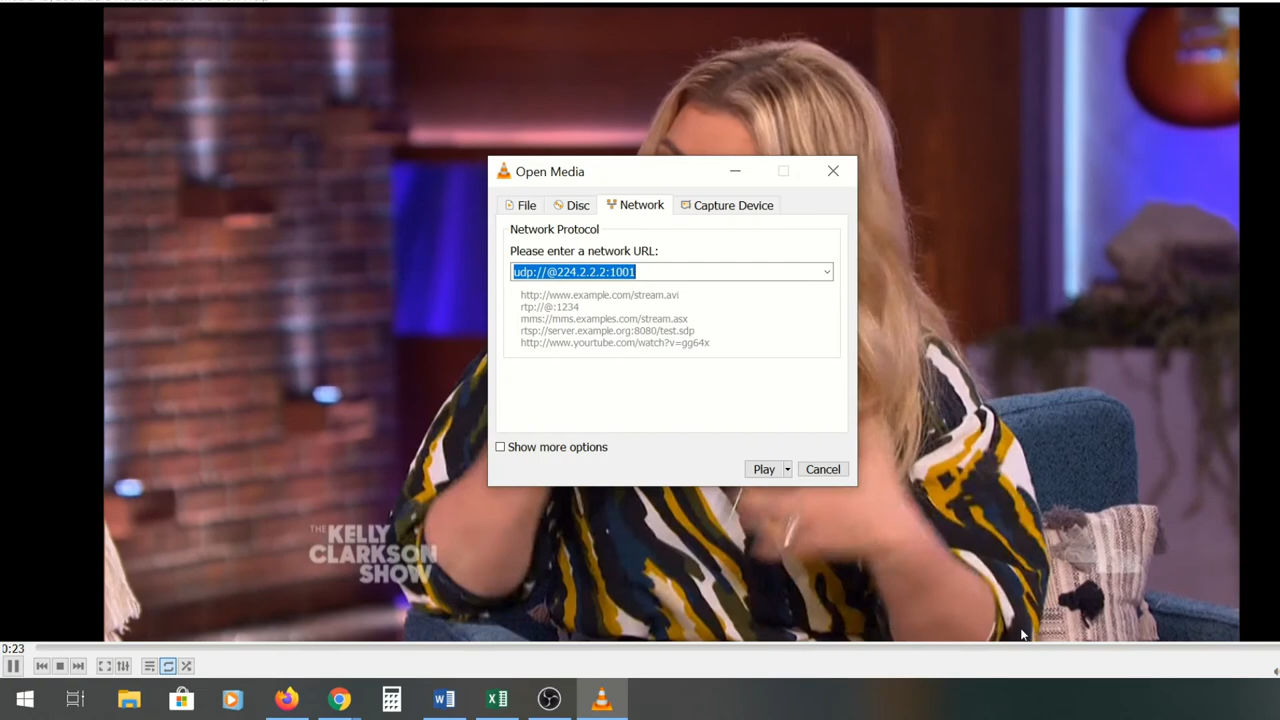 Open Media
File
Disc
Network
Capture Device
Network Protocol
Please enter a network URL:
udp://@224.2.2.2:1001
http://www.example.com/stream.avi
rtp://@:1234
mms://mms.examples.com/stream.asx
rtsp://server.example.org:8080/test.sdp
http://www.yourtube.com/watch?v=gg64x
Show more options
Play
Cancel
THE
KELLY
CLARKSON
SHOW
0:23